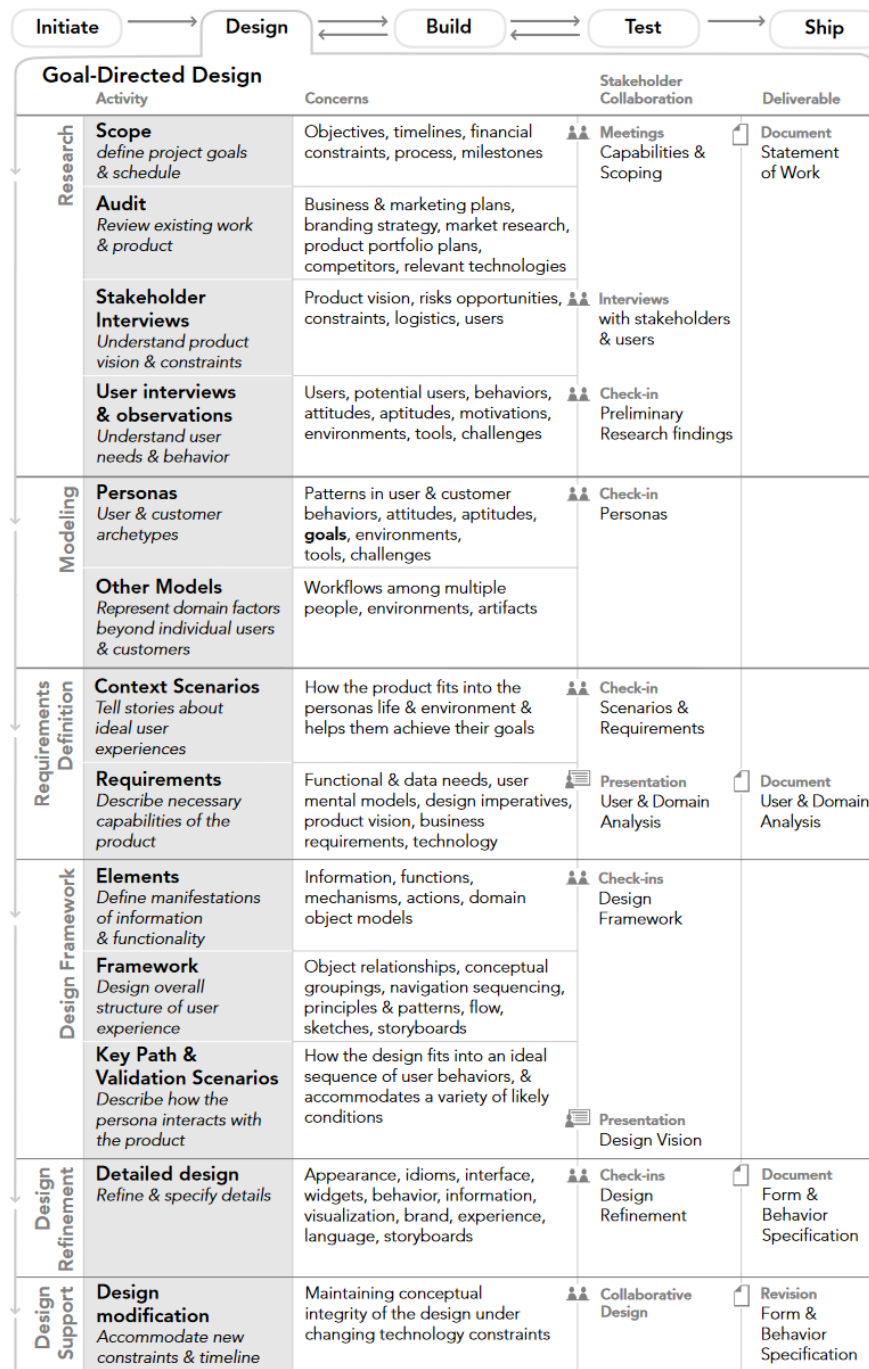 Initiate
Design
Build
Test
Ship
Goal-Directed Design
Activity
Concerns
Stakeholder
Collaboration
Deliverable
Research
Scope
define project goals
& schedule
Objectives, timelines, financial
constraints, process, milestones
Meetings
Capabilities &
Scoping
Document
Statement
of Work
Audit
Review existing work
& product
Business & marketing plans,
branding strategy, market research,
product portfolio plans,
competitors, relevant technologies
Stakeholder
Interviews
Understand product
vision & constraints
Product vision, risks opportunities,
constraints, logistics, users
Interviews
with stakeholders
& users
User interviews
& observations
Understand user
needs & behavior
Users, potential users, behaviors,
attitudes, aptitudes, motivations,
environments, tools, challenges
Check-in
Preliminary
Research findings
Modeling
Personas
User & customer
archetypes
Patterns in user & customer
behaviors, attitudes, aptitudes,
goals, environments,
tools, challenges
Check-in
Personas
Other Models
Represent domain factors
beyond individual users
& customers
Workflows among multiple
people, environments, artifacts
Requirements
Definition
Context Scenarios
Tell stories about
ideal user
experiences
How the product fits into the
personas life & environment &
helps them achieve their goals
Check-in
Scenarios &
Requirements
Requirements
Describe necessary
capabilities of the
product
Functional & data needs, user
mental models, design imperatives,
product vision, business
requirements, technology
Presentation
User & Domain
Analysis
Document
User & Domain
Analysis
Design Framework
Elements
Define manifestations
of information
& functionality
Information, functions,
mechanisms, actions, domain
object models
Check-ins
Design
Framework
Framework
Design overall
structure of user
experience
Object relationships, conceptual
groupings, navigation sequencing,
principles & patterns, flow,
sketches, storyboards
Key Path &
Validation Scenarios
Describe how the
persona interacts with
the product
How the design fits into an ideal
sequence of user behaviors, &
accommodates a variety of likely
conditions
Presentation
Design Vision
Design
Refinement
Detailed design
Refine & specify details
Appearance, idioms, interface,
widgets, behavior, information,
visualization, brand, experience,
language, storyboards
Check-ins
Design
Refinement
Document
Form &
Behavior
Specification
Design
Support
Design
modification
Accommodate new
constraints & timeline
Maintaining conceptual
integrity of the design under
changing technology constraints
Collaborative
Design
Revision
Form &
Behavior
Specification